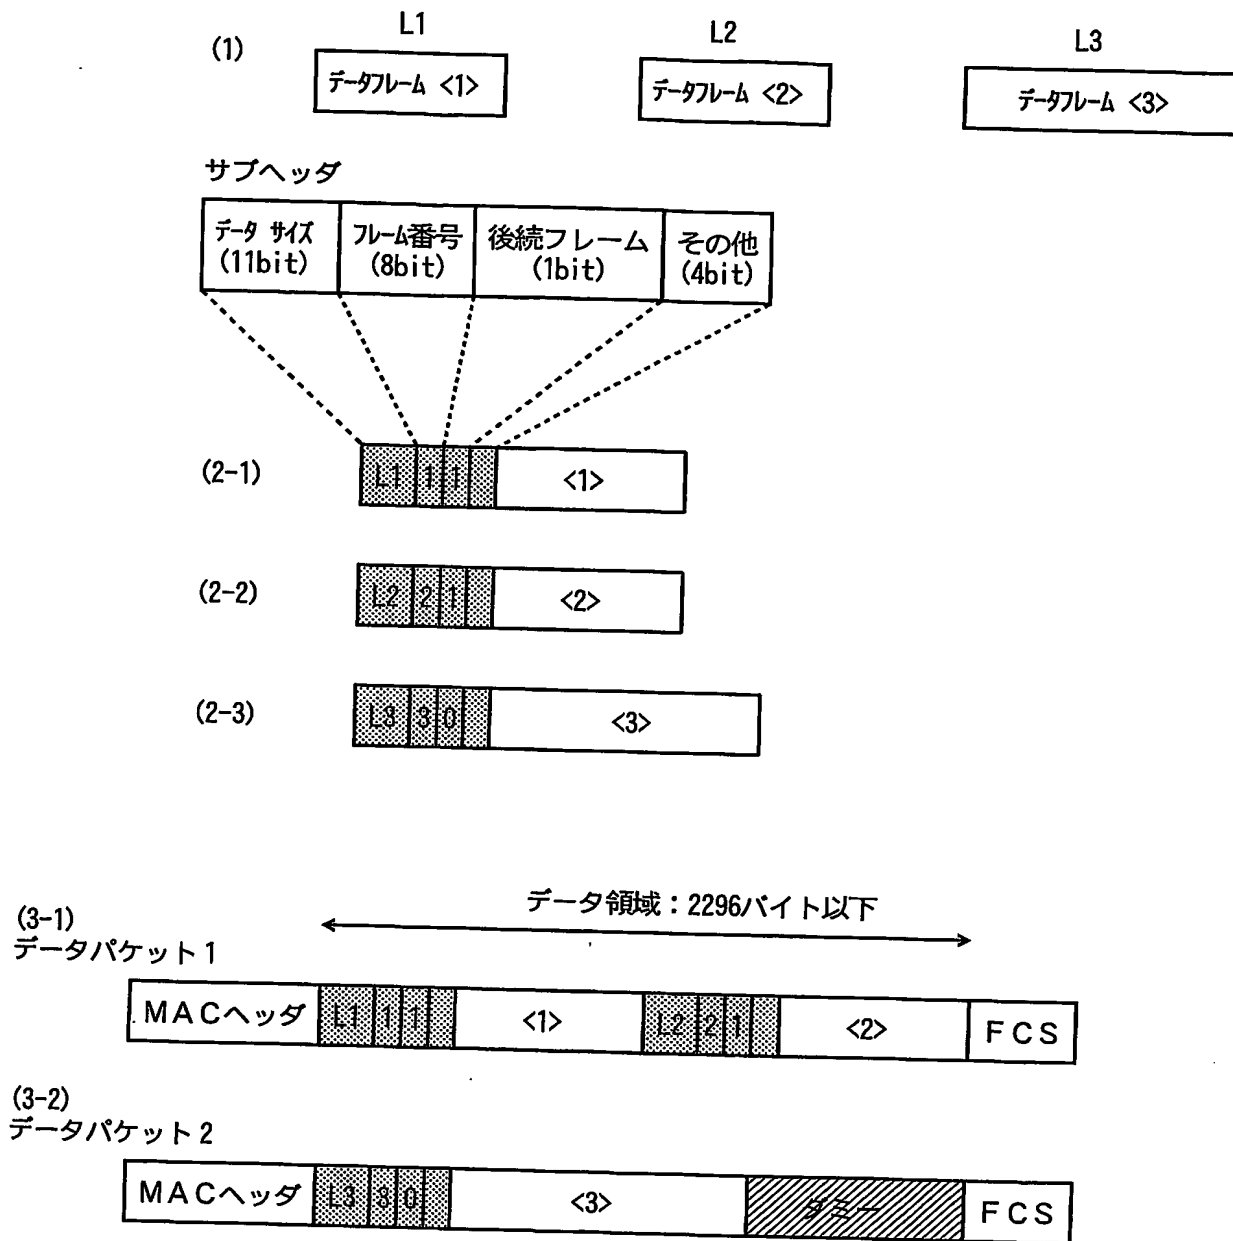 (1)
L1
L2
L3
データフレーム <1>
データフレーム <2>
データフレーム <3>
サブヘッダ
データ サイズ
(11bit)
フレーム番号
(8bit)
後続フレーム
(1bit)
その他
(4bit)
(2-1)
L1 1 1 <1>
(2-2)
L2 2 1 <2>
(2-3)
L3 3 0 <3>
データ領域：2296バイト以下
(3-1)
データパケット1
MACヘッダ L1 1 1 <1> L2 2 1 <2> FCS
(3-2)
データパケット2
MACヘッダ L3 3 0 <3> ダミー FCS